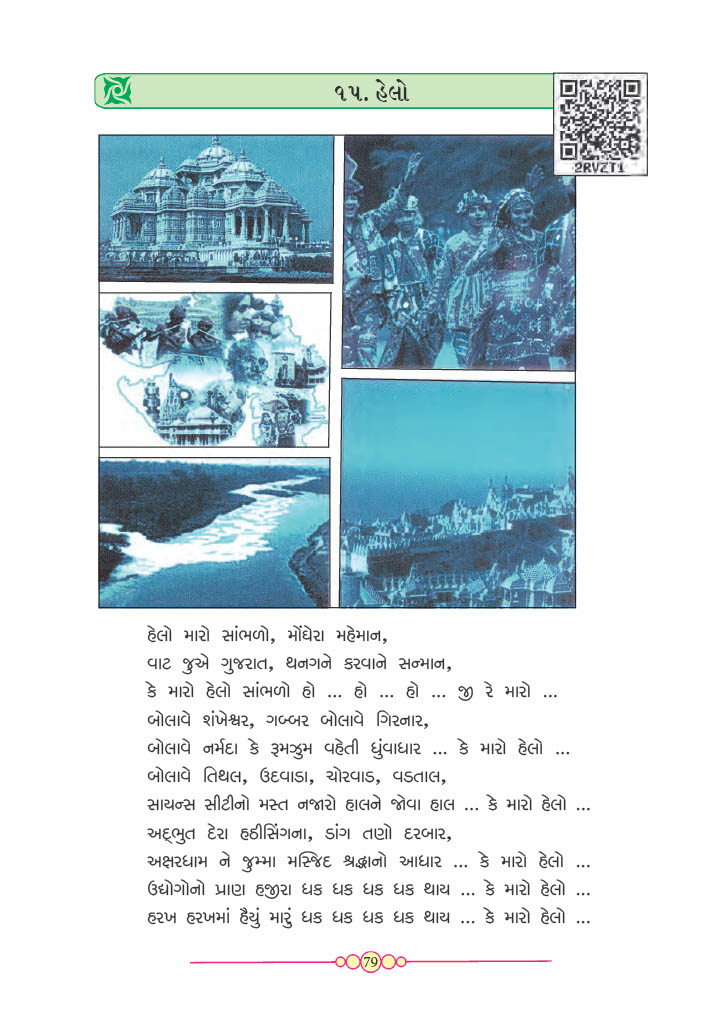 ૧૫. હેલો
2RVZT1
હેલો મારો સાંભળો, મોંઘેરા મહેમાન,
વાટ જુએ ગુજરાત, થનગને કરવાને સન્માન,
કે મારો હેલો સાંભળો હો ... હો ... હો ... જી રે મારો ...
બોલાવે શંખેશ્વર, ગબ્બર બોલાવે ગિરનાર,
બોલાવે નર્મદા કે રૂમઝુમ વહેતી ધુંવાધાર ... કે મારો હેલો ...
બોલાવે તિથલ, ઉદવાડા, ચોરવાડ, વડતાલ,
સાયન્સ સીટીનો મસ્ત નજારો હાલને જોવા હાલ ... કે મારો હેલો ...
અદ્ભુત દેરા હઠીસિંગના, ડાંગ તણો દરબાર,
અક્ષરધામ ને જુમ્મા મસ્જિદ શ્રદ્ધાનો આધાર ... કે મારો હેલો ...
ઉદ્યોગોનો પ્રાણ હજીરા ધક ધક ધક ધક થાય ... કે મારો હેલો ...
હરખ હરખમાં હૈયું મારું ધક ધક ધક ધક થાય ... કે મારો હેલો ...
79